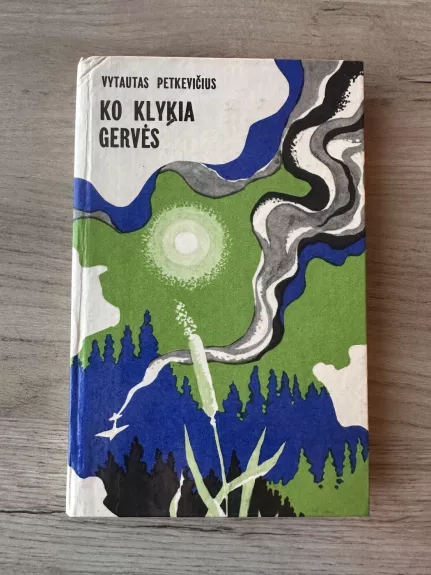 VYTAUTAS PETKEVIČIUS
KO KLYKIA
GERVĖS